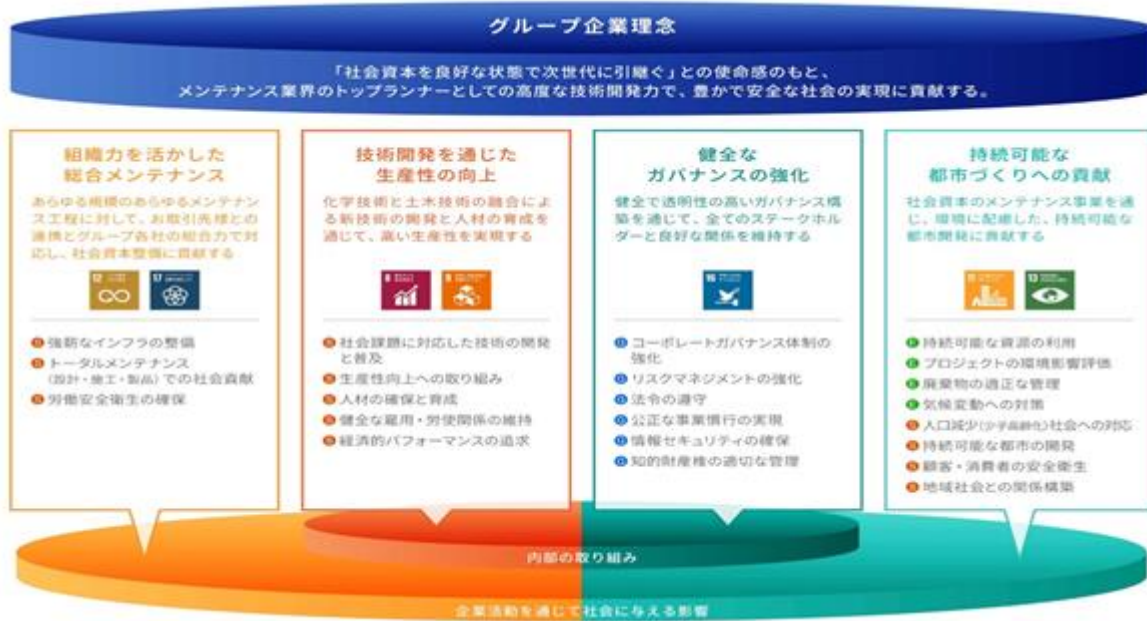 グループ企業理念
「社会資本を良好な状態で次世代に引継ぐ」との使命感のもと、
メンテナンス業界のトップランナーとしての高度な技術開発力で、豊かで安全な社会の実現に貢献する。
組織力を活かした
総合メンテナンス
あらゆる規模のあらゆるメンテナン
ス工程に対して、お取引先様との
連携とグループ各社の総合力で対
応し、社会資本整備に貢献する
12
17
S 強靭なインフラの整備
S トータルメンテナンス
(設計・施工・製品)での社会貢献
S 労働安全衛生の確保
技術開発を通じた
生産性の向上
化学技術と土木技術の融合によ
る新技術の開発と人材の育成を
通じて、高い生産性を実現する
8
9
S 社会課題に対応した技術の開発
と普及
S 生産性向上への取り組み
S 人材の確保と育成
S 健全な雇用・労使関係の維持
S 経済的パフォーマンスの追求
健全な
ガバナンスの強化
健全で透明性の高いガバナンス構
築を通じて、全てのステークホル
ダーと良好な関係を維持する
16
G コーポレートガバナンス体制の
強化
G リスクマネジメントの強化
G 法令の遵守
G 公正な事業慣行の実現
G 情報セキュリティの確保
G 知的財産権の適切な管理
持続可能な
都市づくりへの貢献
社会資本のメンテナンス事業を通
じ、環境に配慮した、持続可能な
都市開発に貢献する
11
13
E 持続可能な資源の利用
E プロジェクトの環境影響評価
E 廃棄物の適正な管理
E 気候変動への対策
S 人口減少(少子高齢化)社会への対応
S 持続可能な都市の開発
S 顧客・消費者の安全衛生
S 地域社会との関係構築
内部の取り組み
企業活動を通じて社会に与える影響